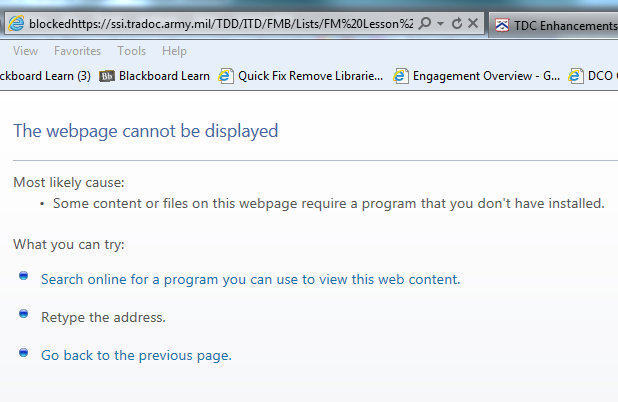 blockedhttps://ssi.tradoc.army.mil/TDD/ITD/FMB/Lists/FM%20Lesson%2 TDC Enhancements
View Favorites Tools Help
ckboard Learn (3) Bb Blackboard Learn Quick Fix Remove Librarie... Engagement Overview - G... DCO
The webpage cannot be displayed
Most likely cause:
• Some content or files on this webpage require a program that you don't have installed.
What you can try:
Search online for a program you can use to view this web content.
Retype the address.
Go back to the previous page.